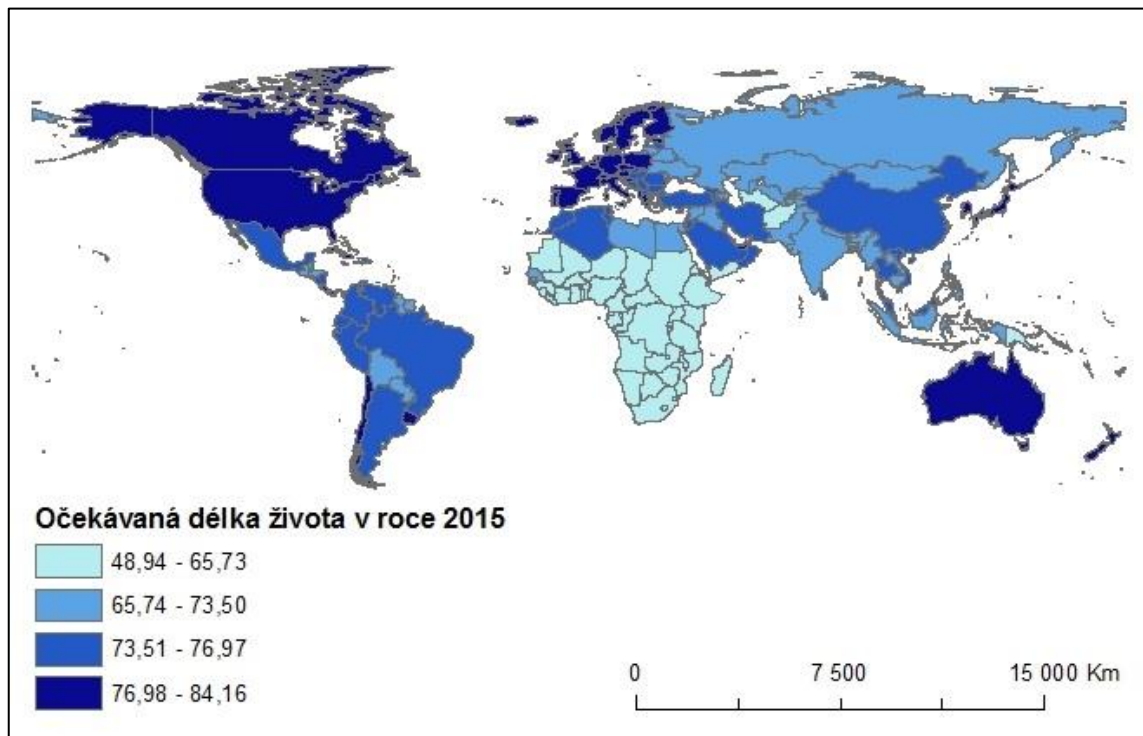 Očekávaná délka života v roce 2015
48,94 - 65,73
65,74 - 73,50
73,51 - 76,97
76,98 - 84,16
0 7 500 15 000 Km